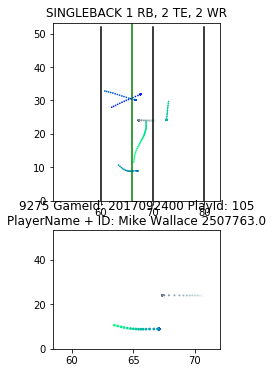 SINGLEBACK 1 RB, 2 TE, 2 WR
50
40
30
20
10
0
60 70 80
9275 GameId: 2017092400 PlayId: 105
PlayerName + ID: Mike Wallace 2507763.0
40
20
0
60 65 70